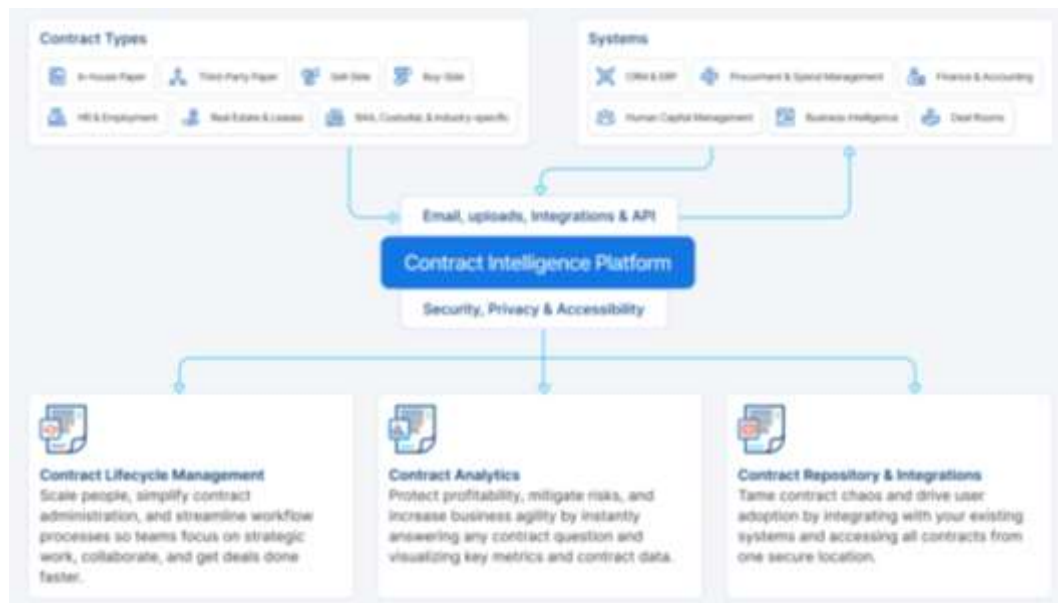 Contract Types
In-House Paper
Third-Party Paper
Sell-Side
Buy-Side
HR & Employment
Real Estate & Leases
BAA, Custodial, & industry-specific
Systems
CRM & ERP
Procurement & Spend Management
Finance & Accounting
Human Capital Management
Business Intelligence
Deal Rooms
Email, uploads, Integrations & API
Contract Intelligence Platform
Security, Privacy & Accessibility
Contract Lifecycle Management
Scale people, simplify contract
administration, and streamline workflow
processes so teams focus on strategic
work, collaborate, and get deals done
faster.
Contract Analytics
Protect profitability, mitigate risks, and
increase business agility by instantly
answering any contract question and
visualizing key metrics and contract data.
Contract Repository & Integrations
Tame contract chaos and drive user
adoption by integrating with your existing
systems and accessing all contracts from
one secure location.